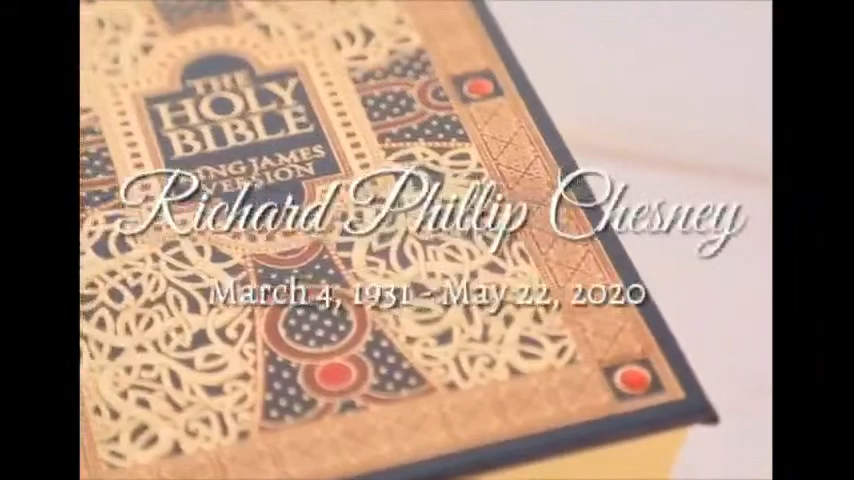 THE
HOLY
BIBLE
KING JAMES
VERSION
Richard Phillip Chesney
March 4, 1931 - May 22, 2020